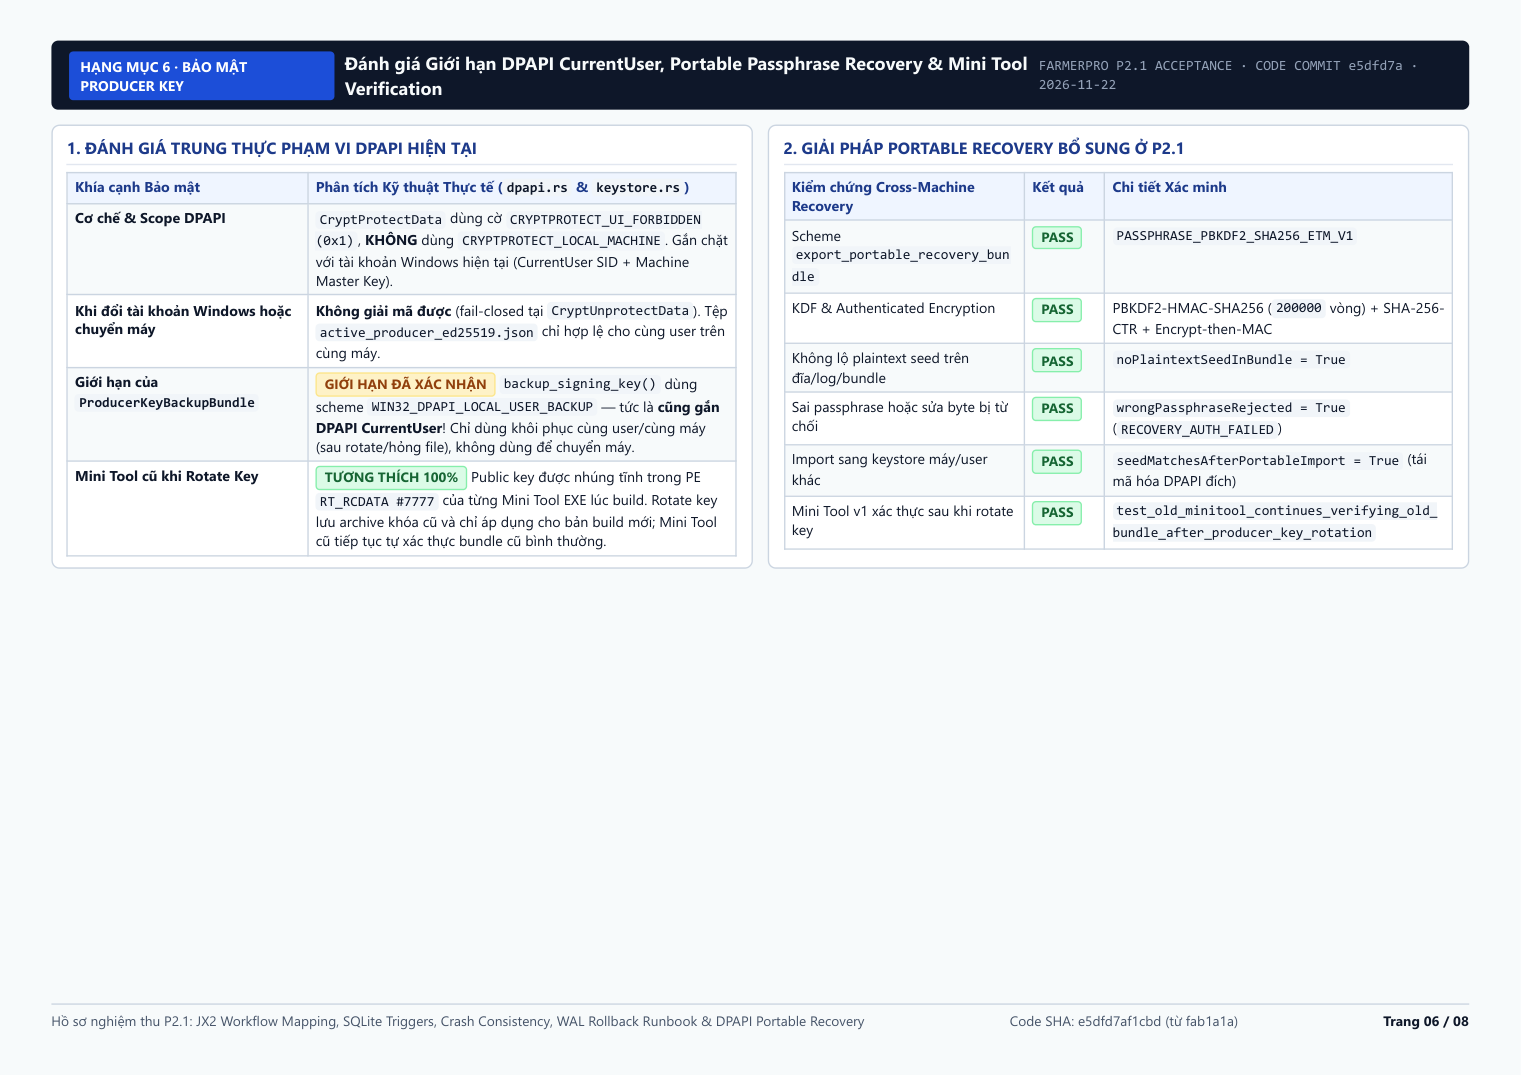 HẠNG MỤC 6 · BẢO MẬT
PRODUCER KEY
Đánh giá Giới hạn DPAPI CurrentUser, Portable Passphrase Recovery & Mini Tool
Verification
FARMERPRO P2.1 ACCEPTANCE · CODE COMMIT e5dfd7a ·
2026-11-22
1. ĐÁNH GIÁ TRUNG THỰC PHẠM VI DPAPI HIỆN TẠI
Khía cạnh Bảo mật
Phân tích Kỹ thuật Thực tế ( dpapi.rs & keystore.rs )
Cơ chế & Scope DPAPI
CryptProtectData dùng cờ CRYPTPROTECT_UI_FORBIDDEN
(0x1) , KHÔNG dùng CRYPTPROTECT_LOCAL_MACHINE . Gắn chặt
với tài khoản Windows hiện tại (CurrentUser SID + Machine
Master Key).
Khi đổi tài khoản Windows hoặc
chuyển máy
Không giải mã được (fail-closed tại CryptUnprotectData ). Tệp
active_producer_ed25519.json chỉ hợp lệ cho cùng user trên
cùng máy.
Giới hạn của
ProducerKeyBackupBundle
GIỚI HẠN ĐÃ XÁC NHẬN backup_signing_key() dùng
scheme WIN32_DPAPI_LOCAL_USER_BACKUP — tức là cũng gắn
DPAPI CurrentUser! Chỉ dùng khôi phục cùng user/cùng máy
(sau rotate/hỏng file), không dùng để chuyển máy.
Mini Tool cũ khi Rotate Key
TƯƠNG THÍCH 100% Public key được nhúng tĩnh trong PE
RT_RCDATA #7777 của từng Mini Tool EXE lúc build. Rotate key
lưu archive khóa cũ và chỉ áp dụng cho bản build mới; Mini Tool
cũ tiếp tục tự xác thực bundle cũ bình thường.
2. GIẢI PHÁP PORTABLE RECOVERY BỔ SUNG Ở P2.1
Kiểm chứng Cross-Machine
Recovery
Kết quả
Chi tiết Xác minh
Scheme
export_portable_recovery_bun
dle
PASS
PASSPHRASE_PBKDF2_SHA256_ETM_V1
KDF & Authenticated Encryption
PASS
PBKDF2-HMAC-SHA256 ( 200000 vòng) + SHA-256-
CTR + Encrypt-then-MAC
Không lộ plaintext seed trên
đĩa/log/bundle
PASS
noPlaintextSeedInBundle = True
Sai passphrase hoặc sửa byte bị từ
chối
PASS
wrongPassphraseRejected = True
( RECOVERY_AUTH_FAILED )
Import sang keystore máy/user
khác
PASS
seedMatchesAfterPortableImport = True (tái
mã hóa DPAPI đích)
Mini Tool v1 xác thực sau khi rotate
key
PASS
test_old_minitool_continues_verifying_old_
bundle_after_producer_key_rotation
Hồ sơ nghiệm thu P2.1: JX2 Workflow Mapping, SQLite Triggers, Crash Consistency, WAL Rollback Runbook & DPAPI Portable Recovery
Code SHA: e5dfd7af1cbd (từ fab1a1a)
Trang 06 / 08